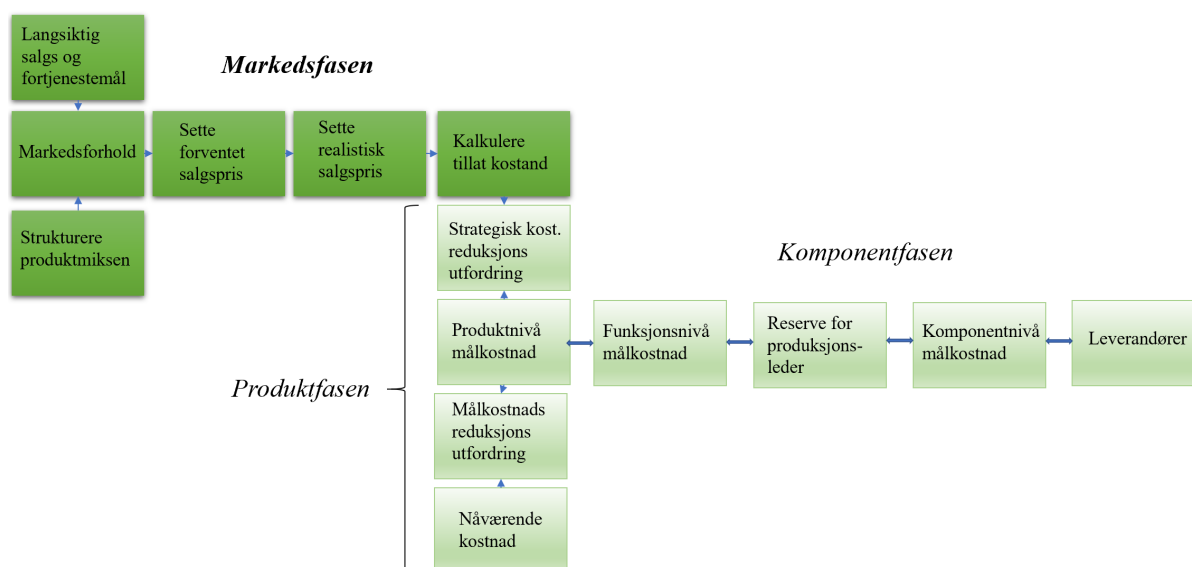 Langsiktig
salgs og
fortjenestemål
Markedsfasen
Markedsforhold
Sette
forventet
salgspris
Sette
realistisk
salgspris
Kalkulere
tillat kostand
Strukturere
produktmiksen
Strategisk kost.
reduksjons
utfordring
Komponentfasen
Produktnivå
målkostnad
Funksjonsnivå
målkostnad
Reserve for
produksjons-
leder
Komponentnivå
målkostnad
Leverandører
Produktfasen
Målkostnads
reduksjons
utfordring
Nåværende
kostnad